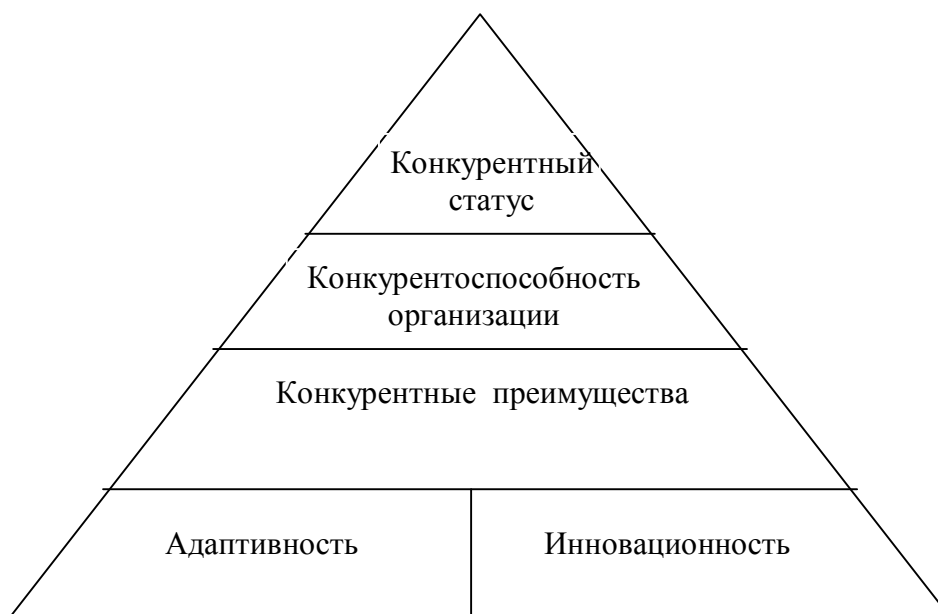 Конкурентный
статус
Конкурентоспособность
организации
Конкурентные преимущества
Адаптивность
Инновационность